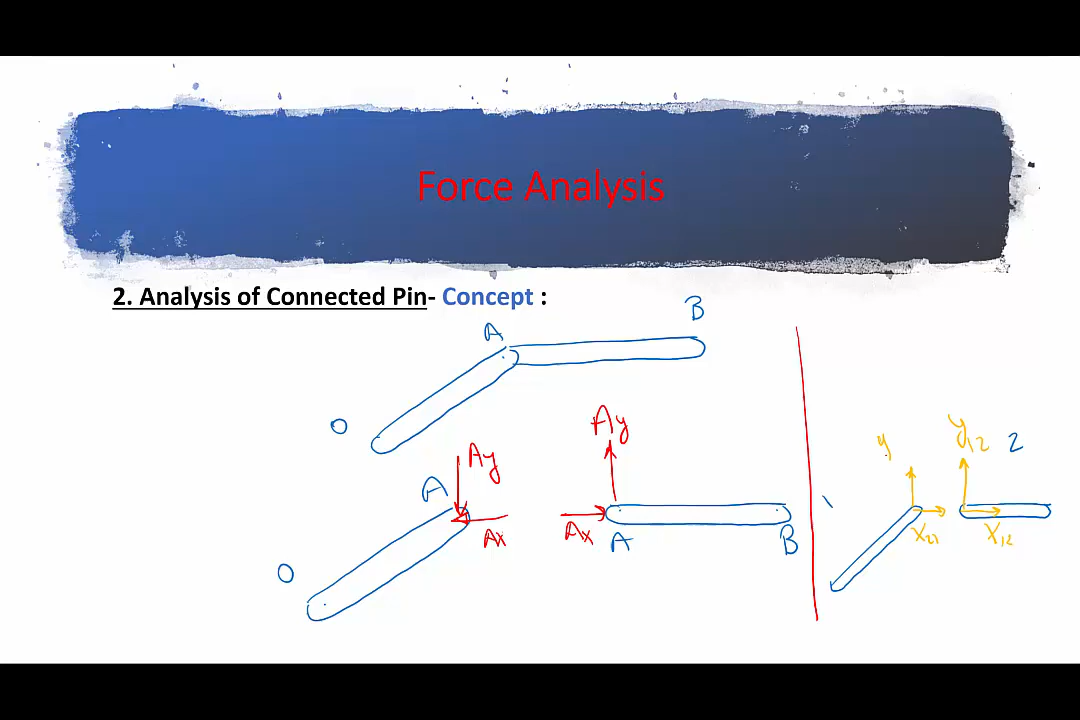 Force Analysis
2. Analysis of Connected Pin- Concept :
A
B
O
Ay
A
Ax
O
Ay
Ax
A
B
y
X21
1
y12
2
X12